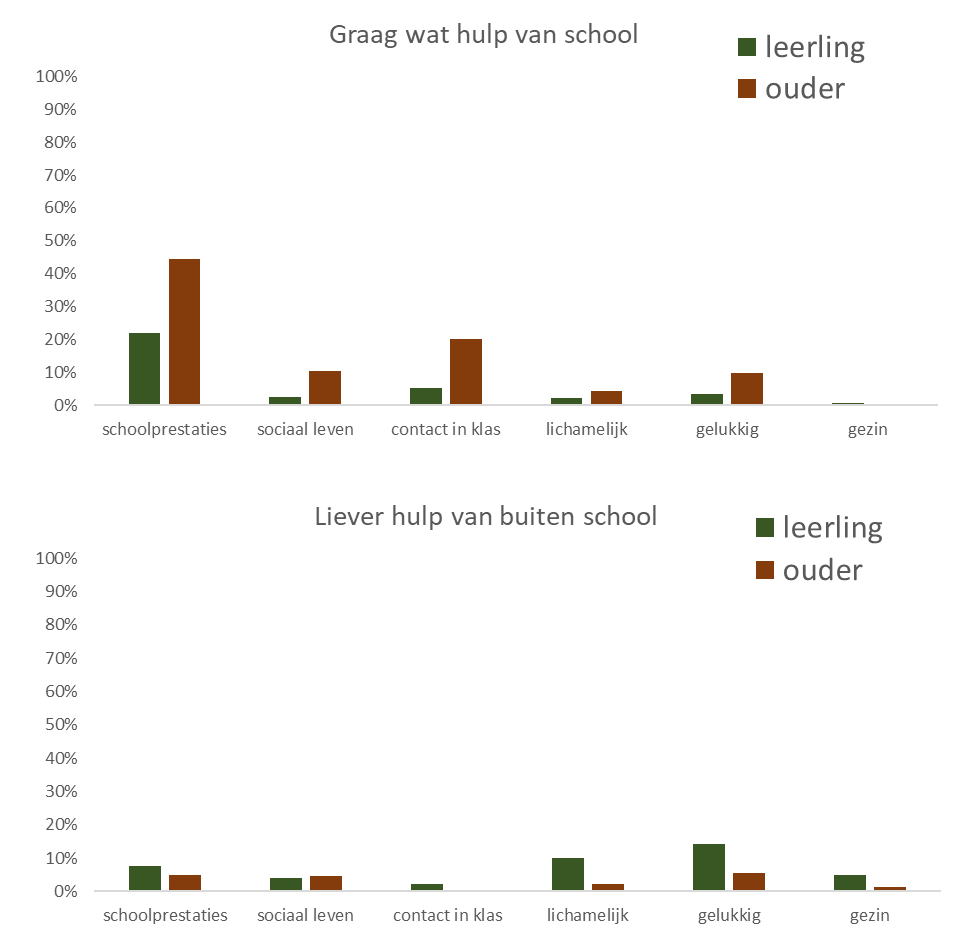 Graag wat hulp van school
leerling
ouder
100%
90%
80%
70%
60%
50%
40%
30%
20%
10%
0%
schoolprestaties sociaal leven contact in klas lichamelijk gelukkig gezin
Liever hulp van buiten school
leerling
ouder
100%
90%
80%
70%
60%
50%
40%
30%
20%
10%
0%
schoolprestaties sociaal leven contact in klas lichamelijk gelukkig gezin